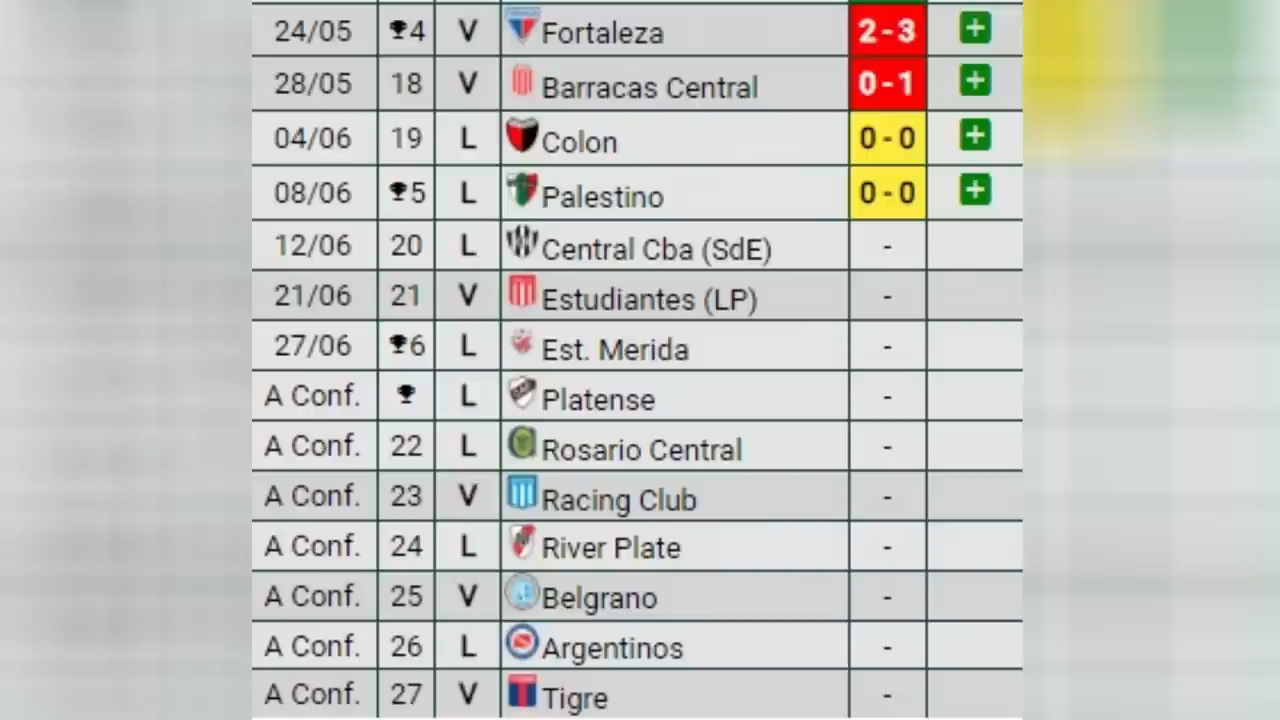 24/05 4 V Fortaleza 2 - 3 +
28/05 18 V Barracas Central 0 - 1 +
04/06 19 L Colon 0 - 0 +
08/06 5 L Palestino 0 - 0 +
12/06 20 L Central Cba (SdE) -
21/06 21 V Estudiantes (LP) -
27/06 6 L Est. Merida -
A Conf. L Platense -
A Conf. 22 L Rosario Central -
A Conf. 23 V Racing Club -
A Conf. 24 L River Plate -
A Conf. 25 V Belgrano -
A Conf. 26 L Argentinos -
A Conf. 27 V Tigre -